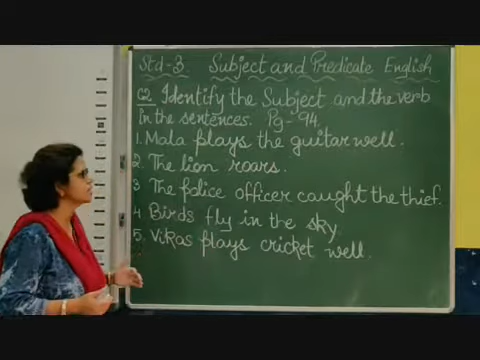 Std-3 Subject and Predicate English
Q2 Identify the Subject and the verb
in the sentences. Pg- 94.
1. Mala plays the guitar well.
2. The lion roars.
3 The police officer caught the thief.
4 Birds fly in the sky.
5. Vikas plays cricket well.